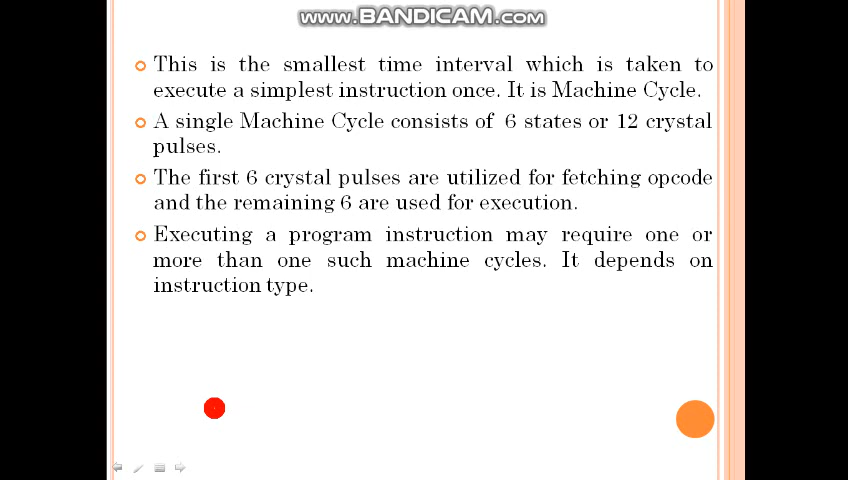 www.BANDICAM.com
This is the smallest time interval which is taken to
execute a simplest instruction once. It is Machine Cycle.
A single Machine Cycle consists of 6 states or 12 crystal
pulses.
The first 6 crystal pulses are utilized for fetching opcode
and the remaining 6 are used for execution.
Executing a program instruction may require one or
more than one such machine cycles. It depends on
instruction type.